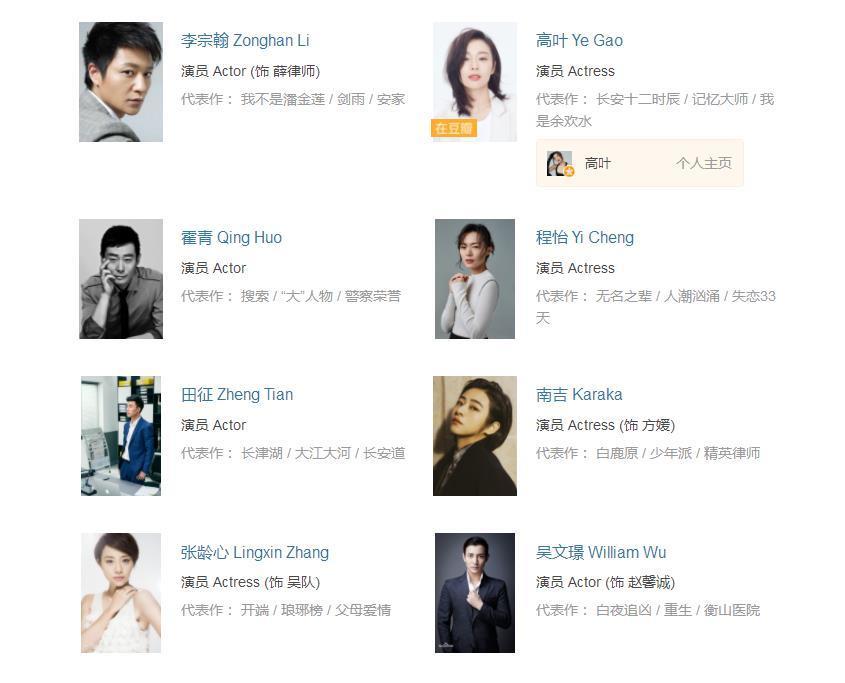 李宗翰 Zonghan Li
演员 Actor (饰 薛律师)
代表作： 我不是潘金莲 / 剑雨 / 安家
高叶 Ye Gao
演员 Actress
代表作： 长安十二时辰 / 记忆大师 / 我
是余欢水
在豆瓣
高叶 个人主页
霍青 Qing Huo
演员 Actor
代表作： 搜索 / “大”人物 / 警察荣誉
程怡 Yi Cheng
演员 Actress
代表作： 无名之辈 / 人潮汹涌 / 失恋33
天
田征 Zheng Tian
演员 Actor
代表作： 长津湖 / 大江大河 / 长安道
南吉 Karaka
演员 Actress (饰 方媛)
代表作： 白鹿原 / 少年派 / 精英律师
张龄心 Lingxin Zhang
演员 Actress (饰 吴队)
代表作： 开端 / 琅琊榜 / 父母爱情
吴文璟 William Wu
演员 Actor (饰 赵馨诚)
代表作： 白夜追凶 / 重生 / 衡山医院